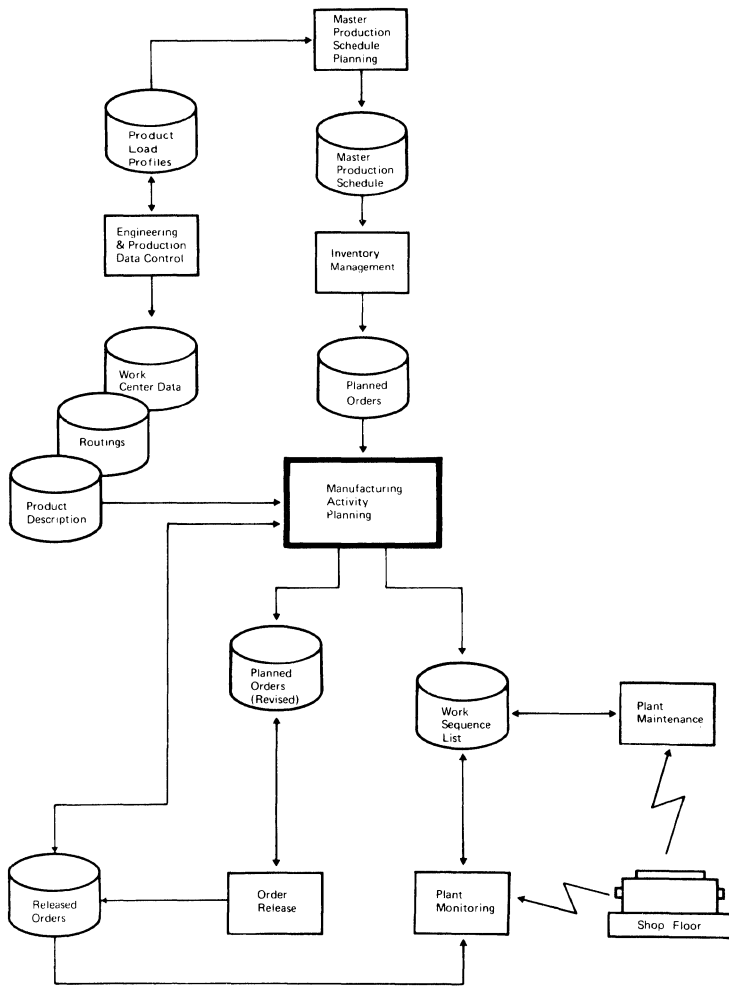 Master
Production
Schedule
Planning
Product
Load
Profiles
Master
Production
Schedule
Engineering
& Production
Data Control
Inventory
Management
Work
Center Data
Planned
Orders
Routings
Product
Description
Manufacturing
Activity
Planning
Planned
Orders
(Revised)
Work
Sequence
List
Plant
Maintenance
Released
Orders
Order
Release
Plant
Monitoring
Shop Floor